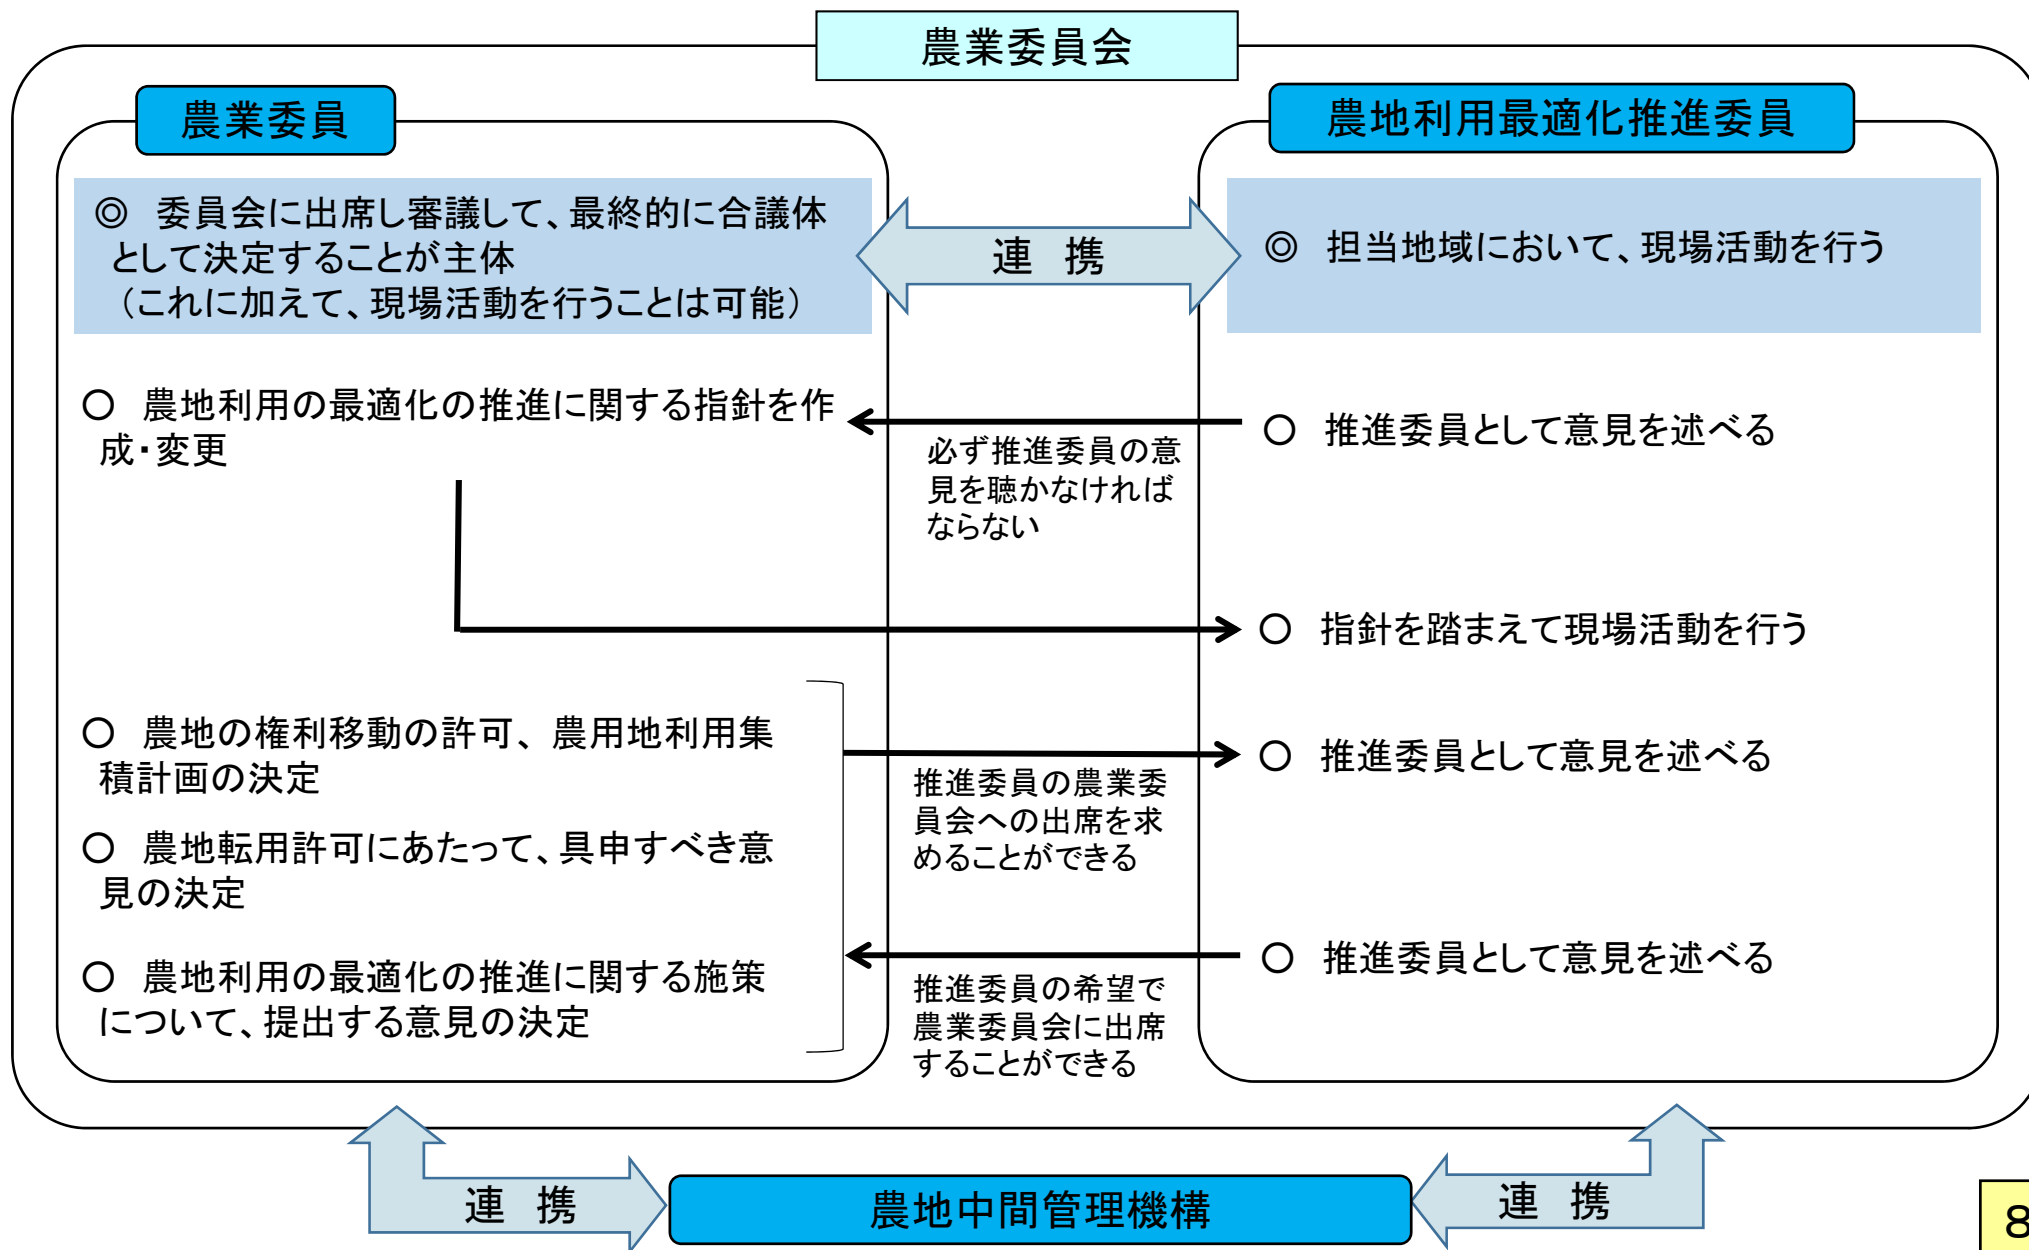 農業委員会
農業委員
◎　委員会に出席し審議して、最終的に合議体
として決定することが主体
（これに加えて、現場活動を行うことは可能）
○　農地利用の最適化の推進に関する指針を作
成・変更
○　農地の権利移動の許可、農用地利用集
積計画の決定
○　農地転用許可にあたって、具申すべき意
見の決定
○　農地利用の最適化の推進に関する施策
について、提出する意見の決定
連　携
必ず推進委員の意
見を聴かなければ
ならない
推進委員の農業委
員会への出席を求
めることができる
推進委員の希望で
農業委員会に出席
することができる
農地利用最適化推進委員
◎　担当地域において、現場活動を行う
○　推進委員として意見を述べる
○　指針を踏まえて現場活動を行う
○　推進委員として意見を述べる
○　推進委員として意見を述べる
連　携
農地中間管理機構
連　携
8